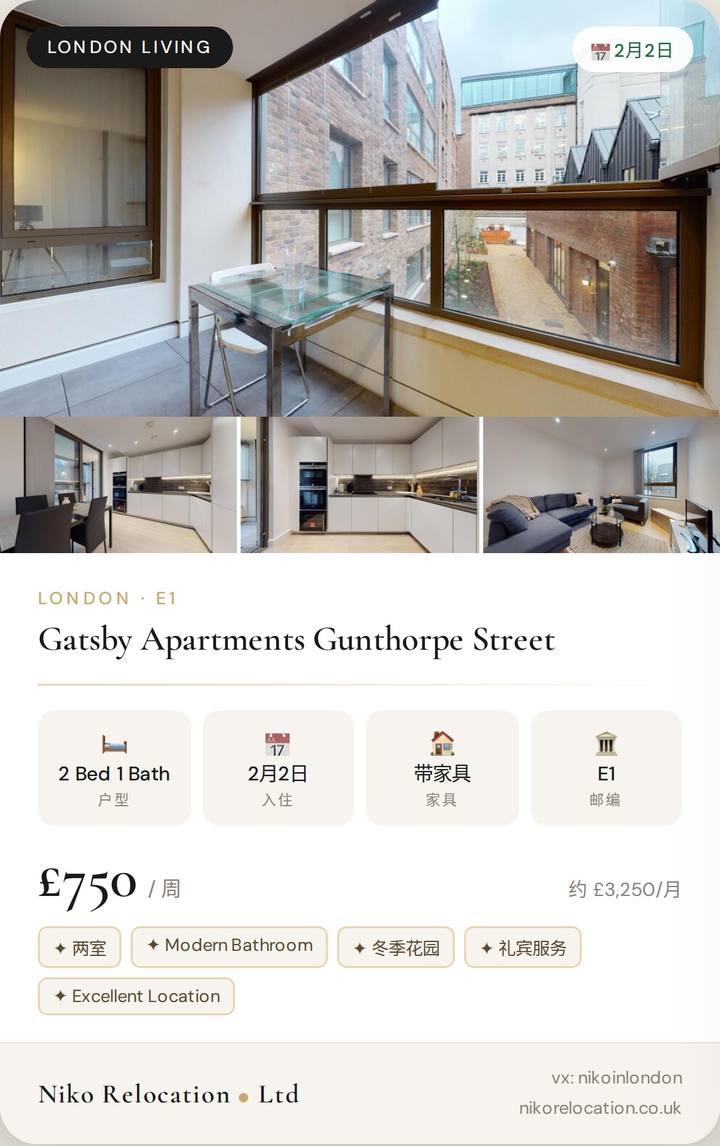 LONDON LIVING
📅 2月2日
LONDON · E1
Gatsby Apartments Gunthorpe Street
2 Bed 1 Bath
户型
2月2日
入住
带家具
家具
E1
邮编
£750 / 周
约 £3,250/月
✦ 两室
✦ Modern Bathroom
✦ 冬季花园
✦ 礼宾服务
✦ Excellent Location
Niko Relocation • Ltd
vx: nikoinlondon
nikorelocation.co.uk